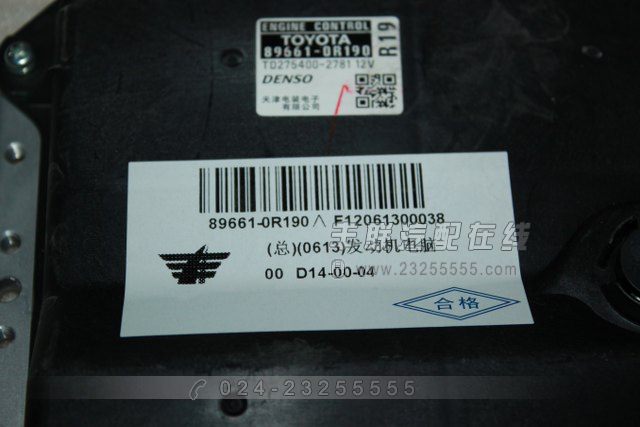 ENGINE CONTROL
TOYOTA
89661-0R190
R19
TD275400-2781 12V
DENSO
天津电装电子
有限公司
89661-0R190 F12061300038
丰联汽配在线
(总)(0613)发动机电脑
www.23255555.com
00 D14-00-04
合格
024-23255555